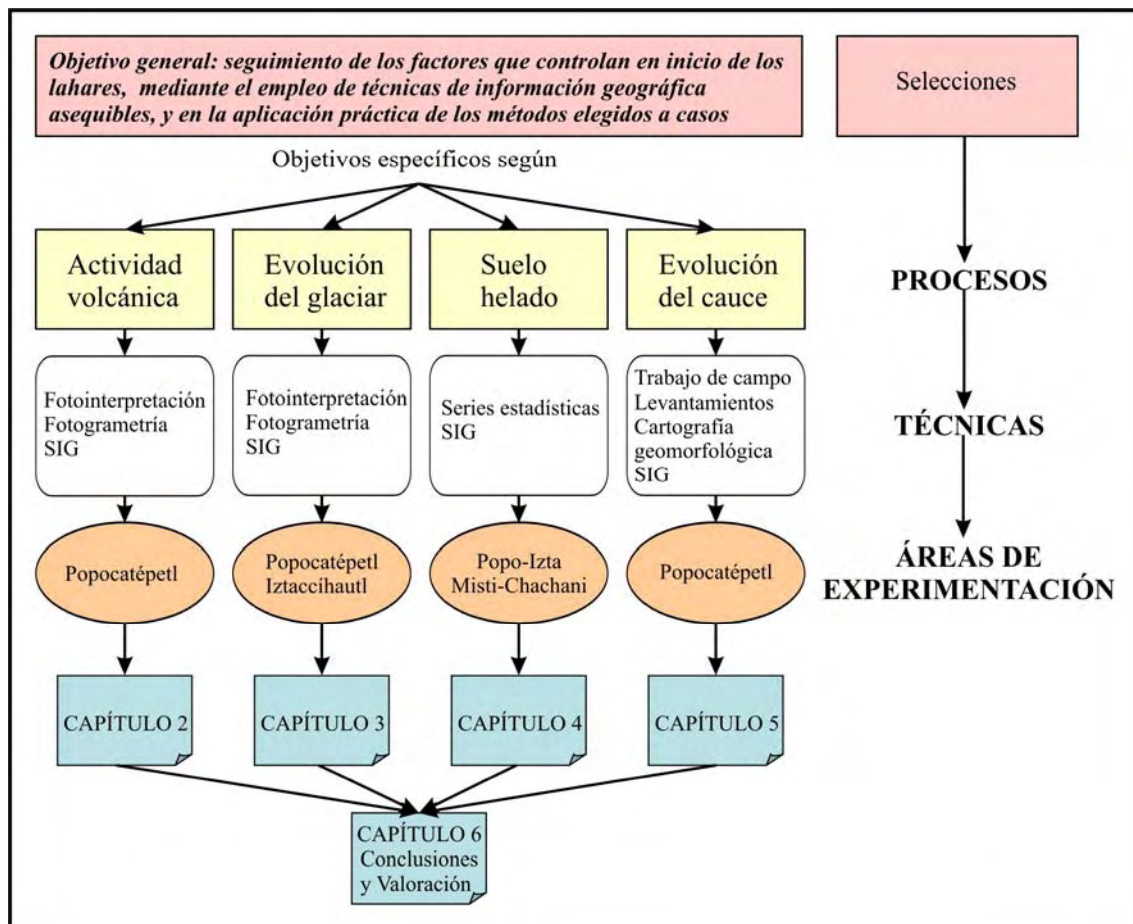 Objetivo general: seguimiento de los factores que controlan en inicio de los
lahares, mediante el empleo de técnicas de información geográfica
asequibles, y en la aplicación práctica de los métodos elegidos a casos
Selecciones
Objetivos específicos según
Actividad
volcánica
Evolución
del glaciar
Suelo
helado
Evolución
del cauce
PROCESOS
Fotointerpretación
Fotogrametría
SIG
Fotointerpretación
Fotogrametría
SIG
Series estadísticas
SIG
Trabajo de campo
Levantamientos
Cartografía
geomorfológica
SIG
TÉCNICAS
Popocatépetl
Popocatépetl
Iztaccíhautl
Popo-Izta
Misti-Chachani
Popocatépetl
ÁREAS DE
EXPERIMENTACIÓN
CAPÍTULO 2
CAPÍTULO 3
CAPÍTULO 4
CAPÍTULO 5
CAPÍTULO 6
Conclusiones
y Valoración